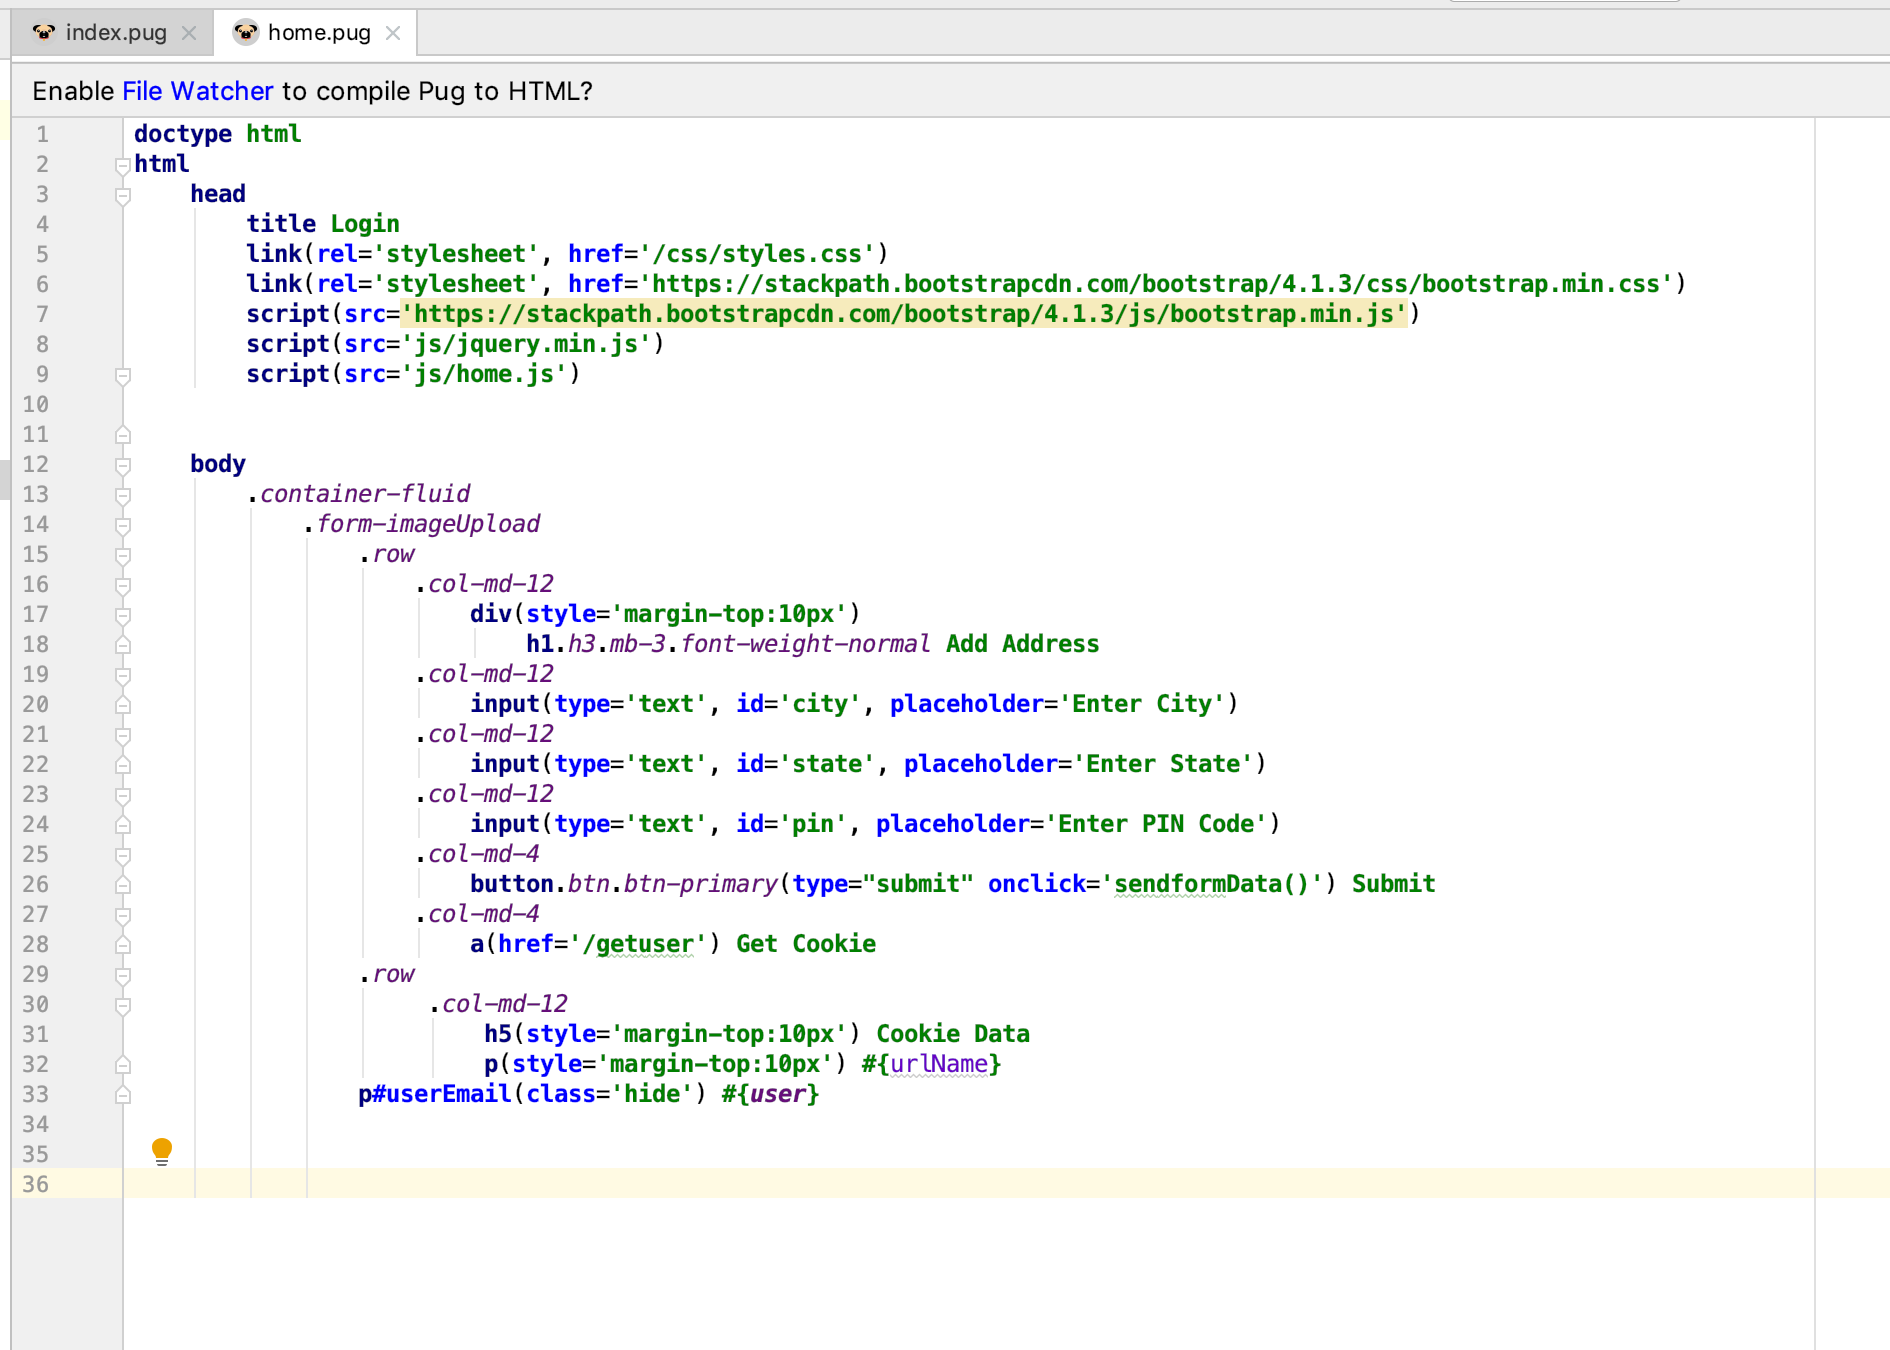 index.pug home.pug
Enable File Watcher to compile Pug to HTML?
1 doctype html
2 html
3 head
4 title Login
5 link(rel='stylesheet', href='/css/styles.css')
6 link(rel='stylesheet', href='https://stackpath.bootstrapcdn.com/bootstrap/4.1.3/css/bootstrap.min.css')
7 script(src='https://stackpath.bootstrapcdn.com/bootstrap/4.1.3/js/bootstrap.min.js')
8 script(src='js/jquery.min.js')
9 script(src='js/home.js')
10
11
12 body
13 .container-fluid
14 .form-imageUpload
15 .row
16 .col-md-12
17 div(style='margin-top:10px')
18 h1.h3.mb-3.font-weight-normal Add Address
19 .col-md-12
20 input(type='text', id='city', placeholder='Enter City')
21 .col-md-12
22 input(type='text', id='state', placeholder='Enter State')
23 .col-md-12
24 input(type='text', id='pin', placeholder='Enter PIN Code')
25 .col-md-4
26 button.btn.btn-primary(type="submit" onclick='sendformData()') Submit
27 .col-md-4
28 a(href='/getuser') Get Cookie
29 .row
30 .col-md-12
31 h5(style='margin-top:10px') Cookie Data
32 p(style='margin-top:10px') #{urlName}
33 p#userEmail(class='hide') #{user}
34
35
36